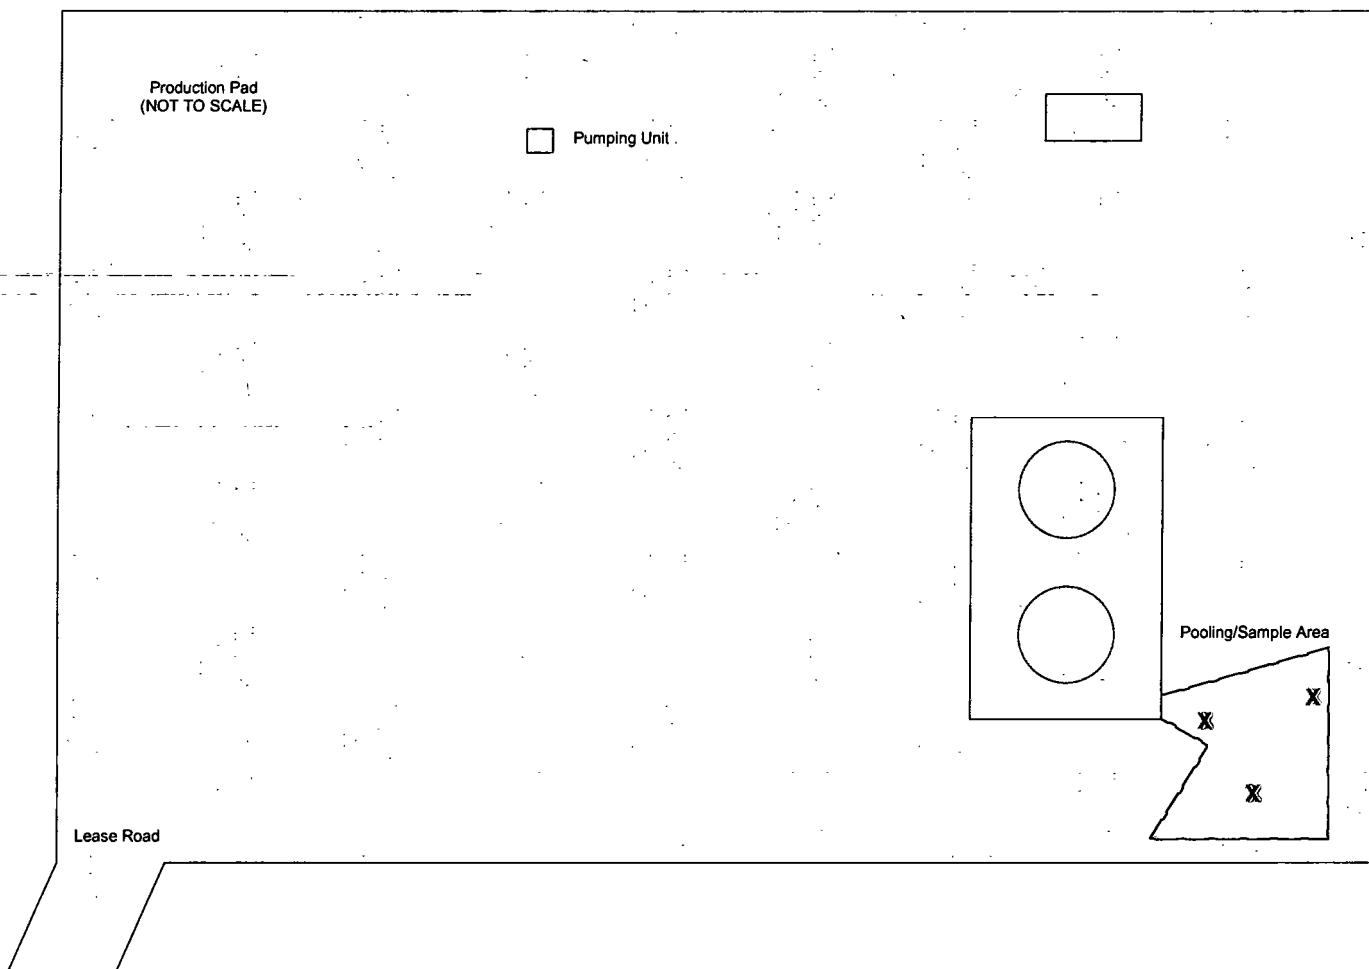 Production Pad
(NOT TO SCALE)
Pumping Unit
Pooling/Sample Area
X
X
X
Lease Road